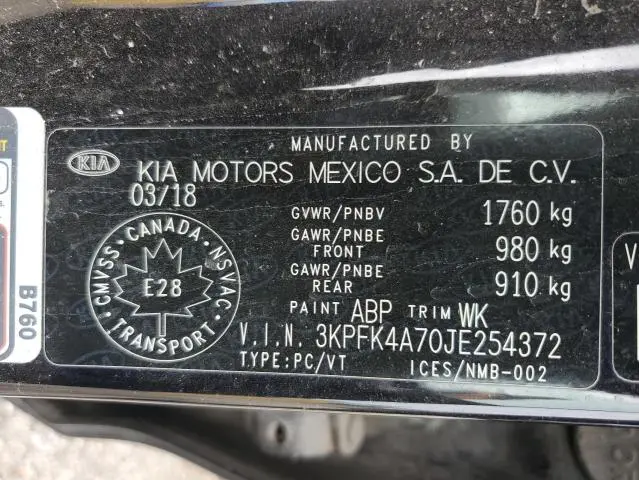 MANUFACTURED BY
KIA KIA MOTORS MEXICO S.A. DE C.V.
03/18
GVWR/PNBV 1760 kg
GAWR/PNBE FRONT 980 kg
GAWR/PNBE REAR 910 kg
PAINT ABP TRIM WK
V.I.N. 3KPFK4A70JE254372
TYPE:PC/VT ICES/NMB-002
CANADA
CMVSS NSVAC
E28
TRANSPORT
B760